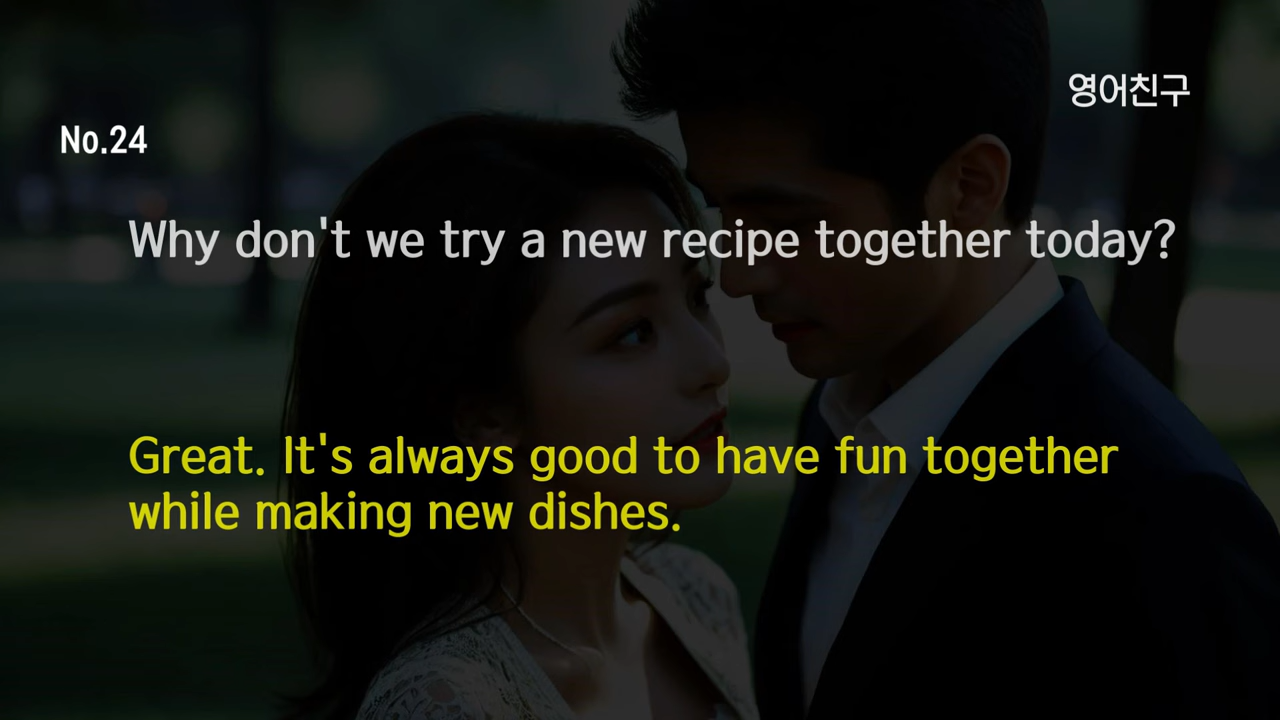 영어친구
No.24
Why don't we try a new recipe together today?
Great. It's always good to have fun together
while making new dishes.